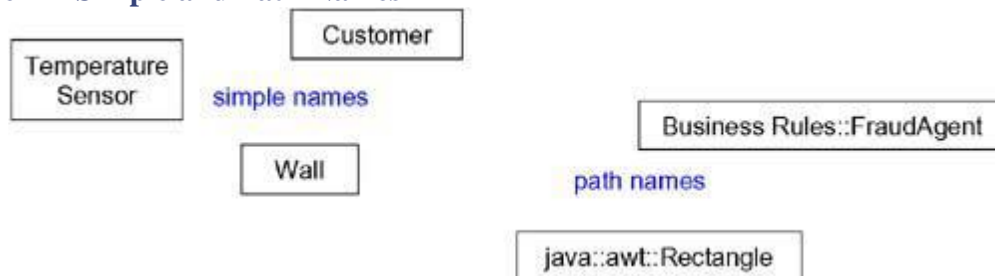 Customer
Temperature
Sensor
simple names
Business Rules::FraudAgent
Wall
path names
java::awt::Rectangle